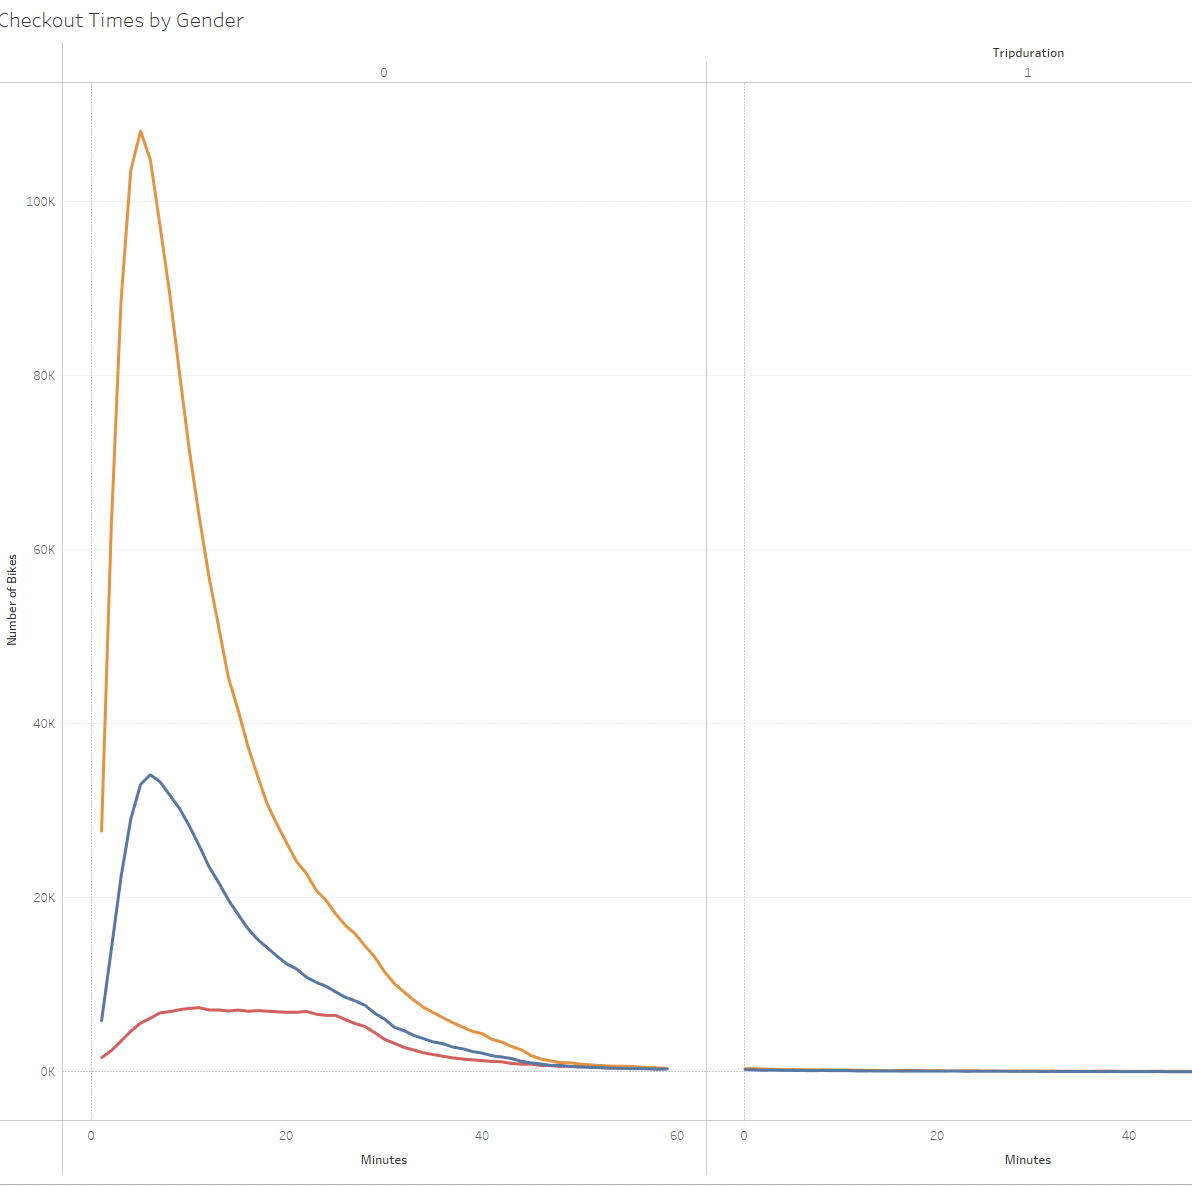 Checkout Times by Gender
Tripduration
0
1
Number of Bikes
100K
80K
60K
40K
20K
0K
0
20
40
60
0
20
40
Minutes
Minutes